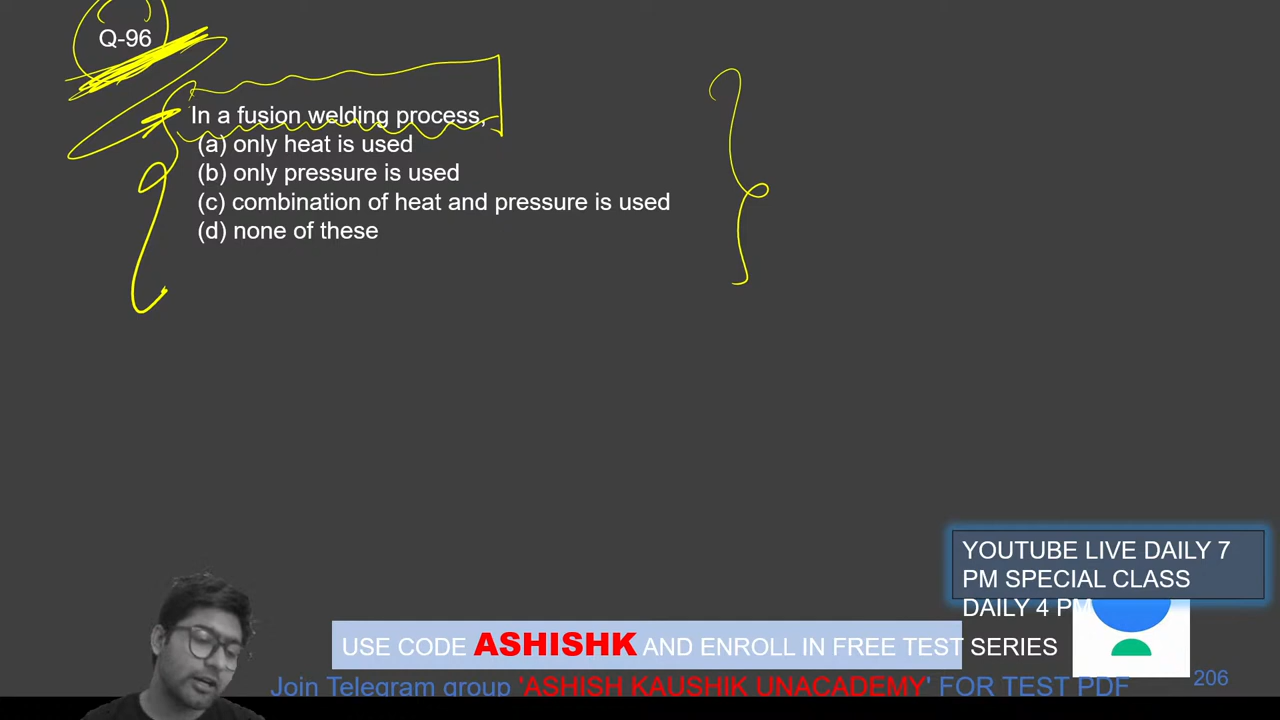 Q-96
In a fusion welding process,
(a) only heat is used
(b) only pressure is used
(c) combination of heat and pressure is used
(d) none of these
YOUTUBE LIVE DAILY 7
PM SPECIAL CLASS
DAILY 4 PM
USE CODE ASHISHK AND ENROLL IN FREE TEST SERIES
Join Telegram group 'ASHISH KAUSHIK UNACADEMY' FOR TEST PDF
206